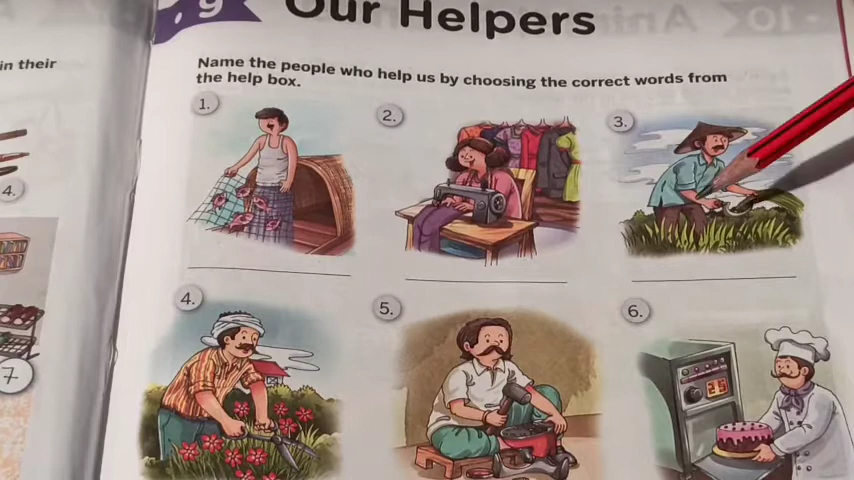 9
Our Helpers
in their
Name the people who help us by choosing the correct words from
the help box.
1.
2.
3.
4.
4.
5.
6.
7